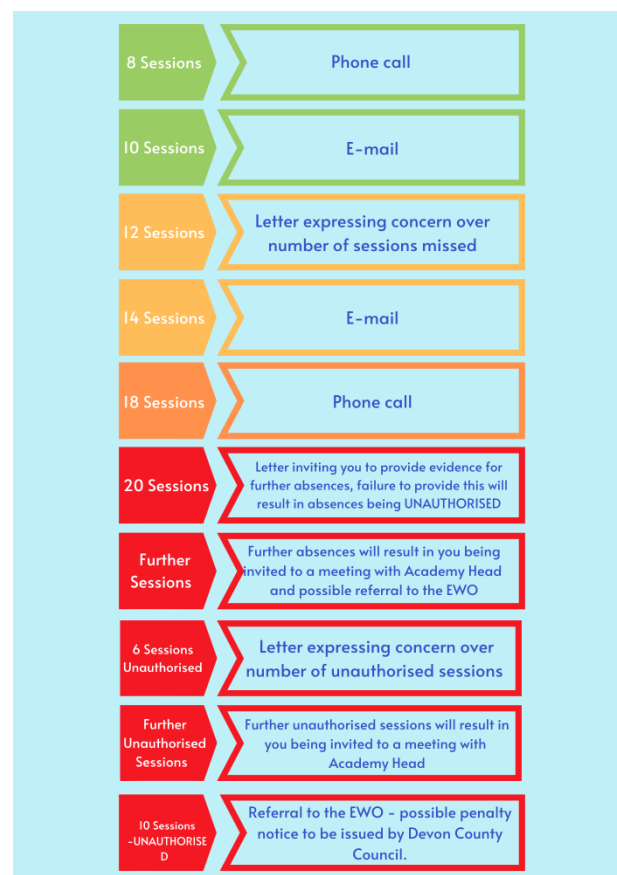 8 Sessions
Phone call
10 Sessions
E-mail
12 Sessions
Letter expressing concern over
number of sessions missed
14 Sessions
E-mail
18 Sessions
Phone call
20 Sessions
Letter inviting you to provide evidence for
further absences, failure to provide this will
result in absences being UNAUTHORISED
Further
Sessions
Further absences will result in you being
invited to a meeting with Academy Head
and possible referral to the EWO
6 Sessions
Unauthorised
Letter expressing concern over
number of unauthorised sessions
Further
Unauthorised
Sessions
Further unauthorised sessions will result in
you being invited to a meeting with
Academy Head
10 Sessions
-UNAUTHORISE
D
Referral to the EWO - possible penalty
notice to be issued by Devon County
Council.